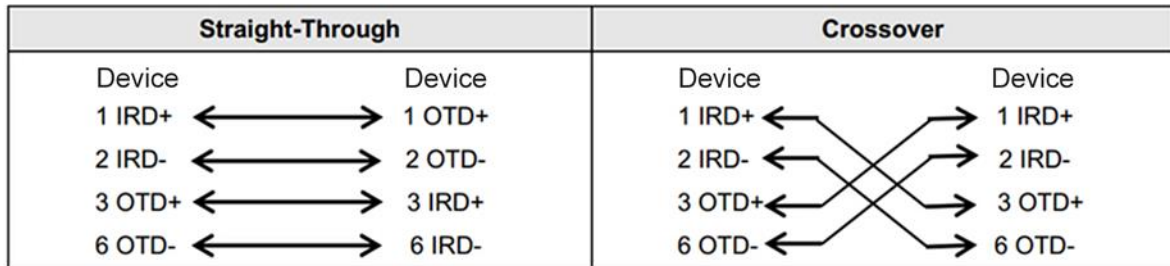 Straight-Through Crossover
Device Device Device Device
1 IRD+ 1 OTD+ 1 IRD+ 1 IRD+
2 IRD- 2 OTD- 2 IRD- 2 IRD-
3 OTD+ 3 IRD+ 3 OTD+ 3 OTD+
6 OTD- 6 IRD- 6 OTD- 6 OTD-